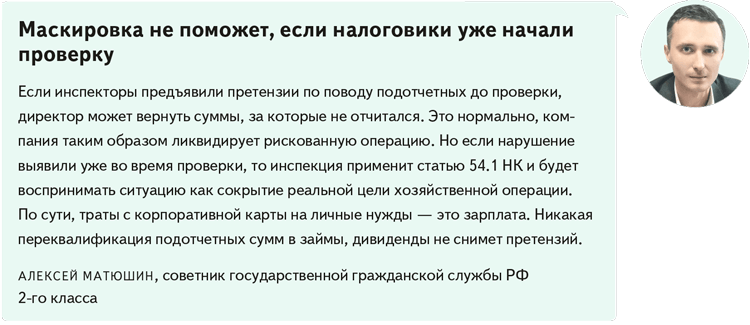 Маскировка не поможет, если налоговики уже начали
проверку
Если инспекторы предъявили претензии по поводу подотчетных до проверки,
директор может вернуть суммы, за которые не отчитался. Это нормально, ком-
пания таким образом ликвидирует рискованную операцию. Но если нарушение
выявили уже во время проверки, то инспекция применит статью 54.1 НК и будет
воспринимать ситуацию как сокрытие реальной цели хозяйственной операции.
По сути, траты с корпоративной карты на личные нужды — это зарплата. Никакая
переквалификация подотчетных сумм в займы, дивиденды не снимет претензий.
АЛЕКСЕЙ МАТЮШИН, советник государственной гражданской службы РФ
2-го класса